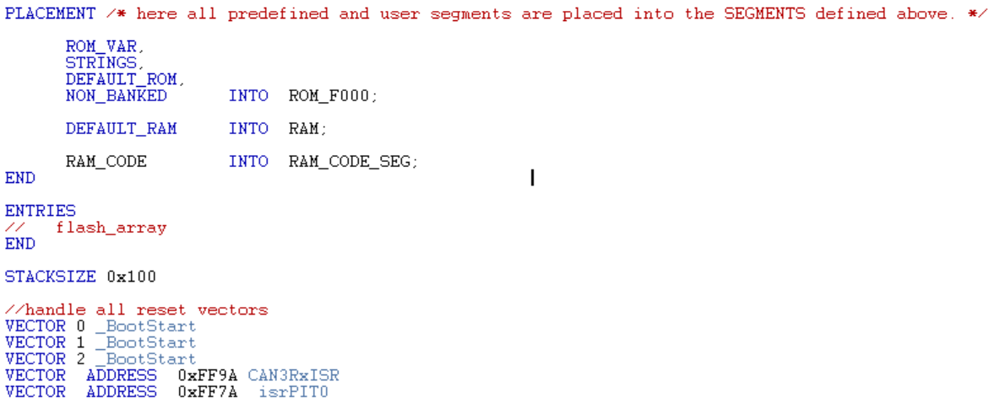 PLACEMENT /* here all predefined and user segments are placed into the SEGMENTS defined above. */
ROM_VAR,
STRINGS,
DEFAULT_ROM,
NON_BANKED INTO ROM_F000;
DEFAULT_RAM INTO RAM;
RAM_CODE INTO RAM_CODE_SEG;
END
ENTRIES
// flash_array
END
STACKSIZE 0x100
//handle all reset vectors
VECTOR 0 _BootStart
VECTOR 1 _BootStart
VECTOR 2 _BootStart
VECTOR ADDRESS 0xFF9A CAN3RxISR
VECTOR ADDRESS 0xFF7A isrPIT0